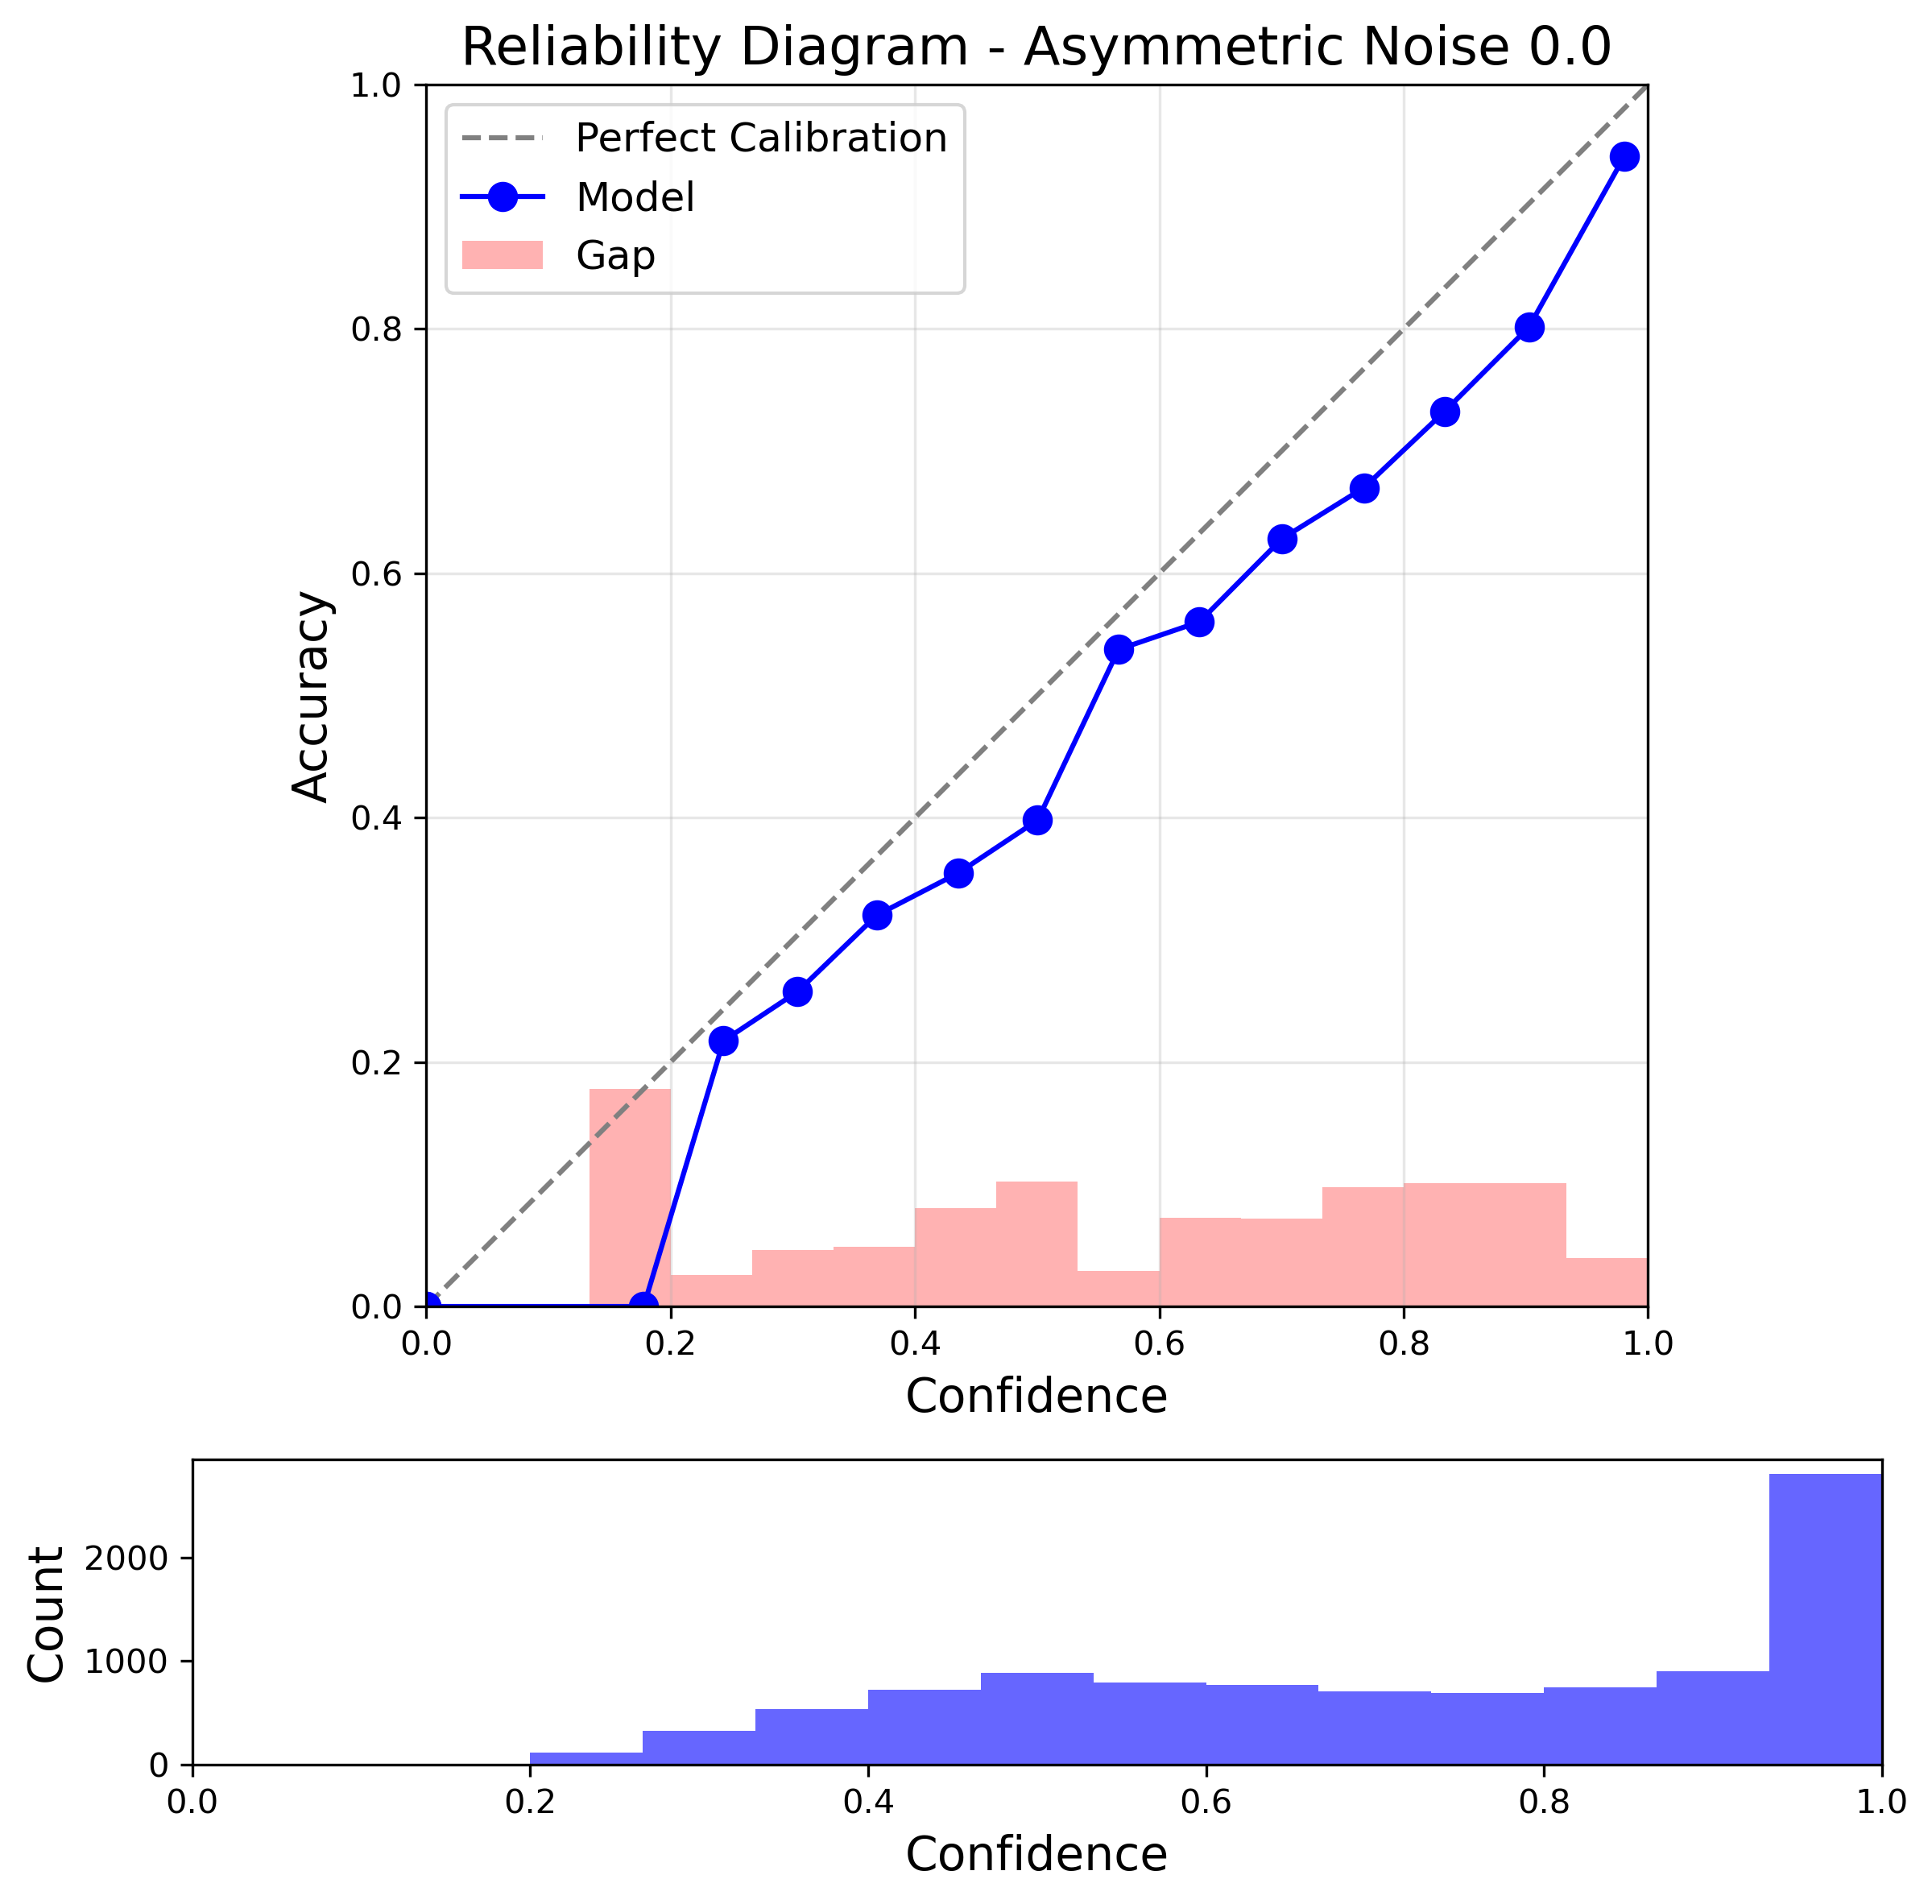 Reliability Diagram - Asymmetric Noise 0.0
1.0
0.8
0.6
0.4
0.2
0.0
Accuracy
Perfect Calibration
Model
Gap
0.0 0.2 0.4 0.6 0.8 1.0
Confidence
2000
1000
0
Count
0.0 0.2 0.4 0.6 0.8 1.0
Confidence